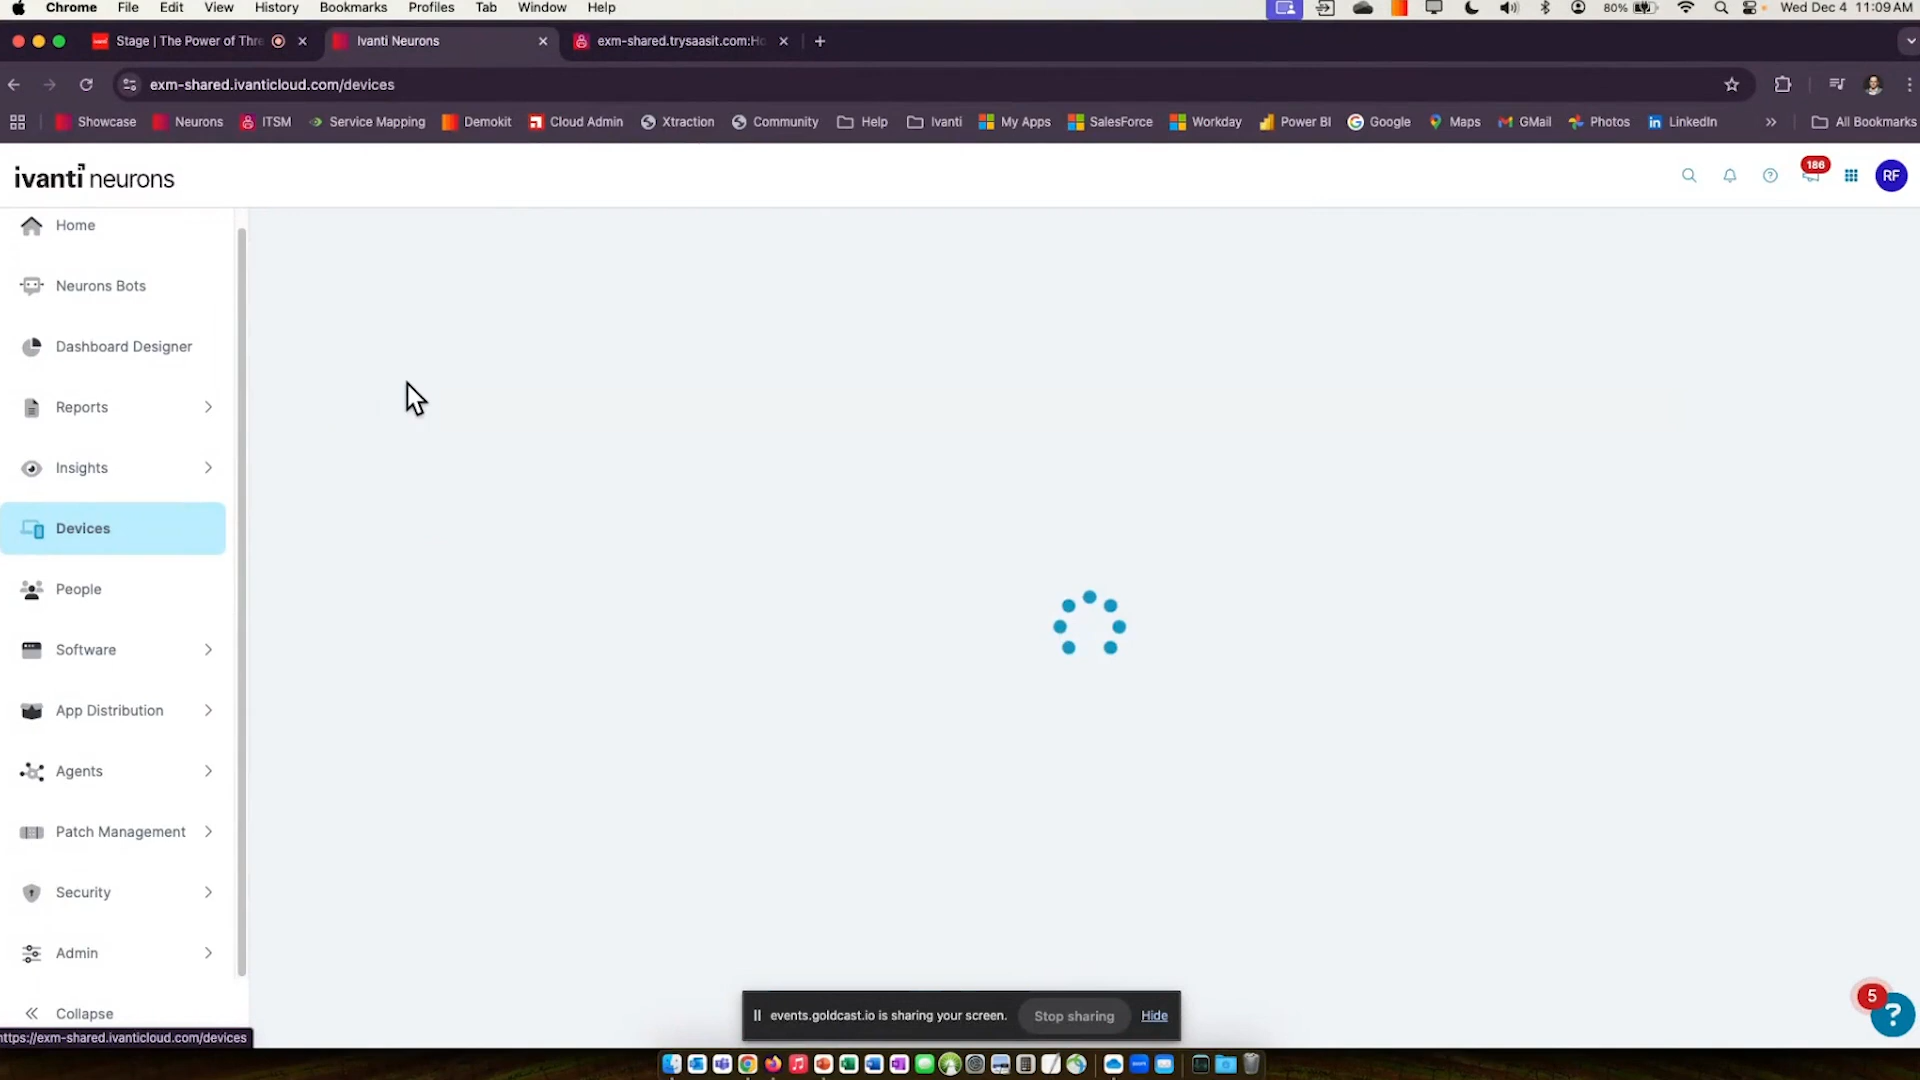 Chrome File Edit View History Bookmarks Profiles Tab Window Help 80% Wed Dec 4 11:09 AM
Stage | The Power of Thre Ivanti Neurons exm-shared.trysaasit.com:Ho
exm-shared.ivanticloud.com/devices
Showcase Neurons ITSM Service Mapping Demokit Cloud Admin Xtraction Community Help Ivanti My Apps SalesForce Workday Power BI Google Maps GMail Photos LinkedIn » All Bookmarks
ivanti neurons 186 RF
Home
Neurons Bots
Dashboard Designer
Reports
Insights
Devices
People
Software
App Distribution
Agents
Patch Management
Security
Admin
Collapse
events.goldcast.io is sharing your screen. Stop sharing Hide
5
?
https://exm-shared.ivanticloud.com/devices